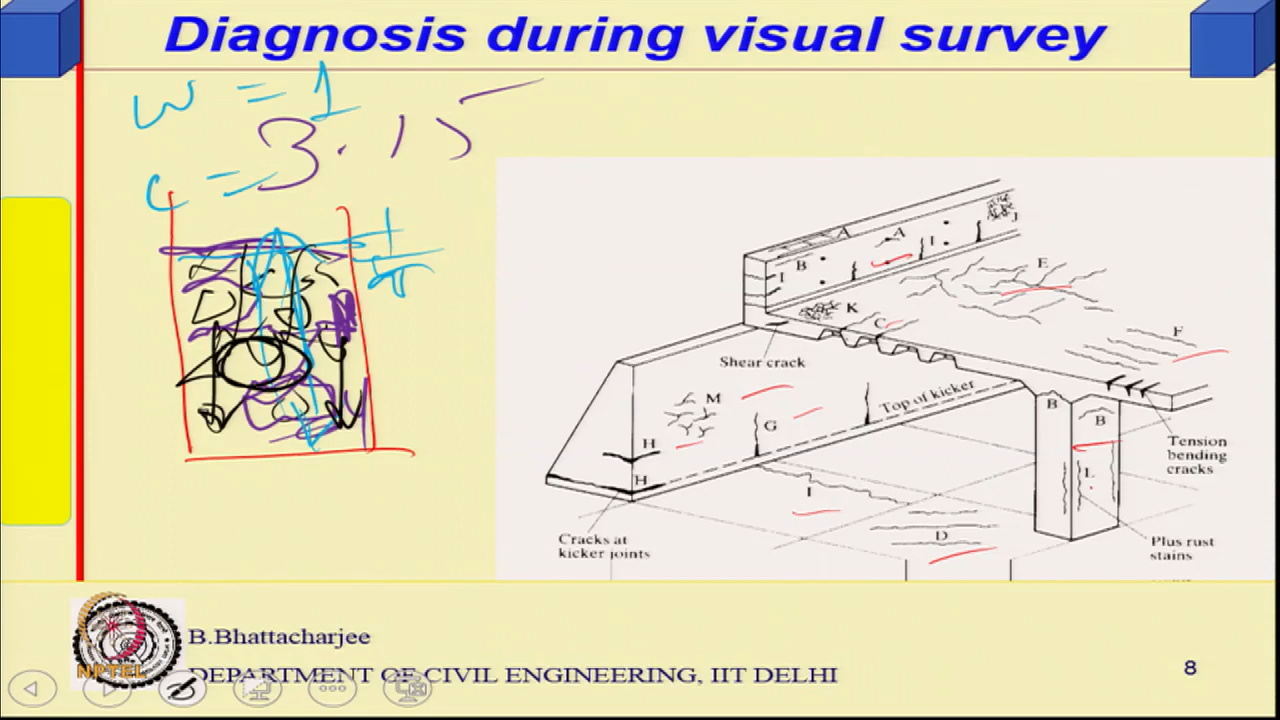 Diagnosis during visual survey
w = 1
3.15
c =
A
A
J
B
I
I
E
K
C
F
Shear crack
M
Top of kicker
B
B
G
H
Tension
bending
cracks
L
H
I
D
Cracks at
kicker joints
Plus rust
stains
B.Bhattacharjee
NPTEL
DEPARTMENT OF CIVIL ENGINEERING, IIT DELHI
8